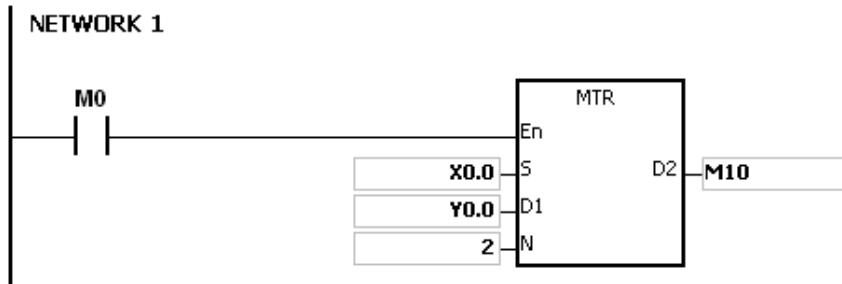 NETWORK 1
M0
MTR
En
X0.0 S D2 M10
Y0.0 D1
2 N